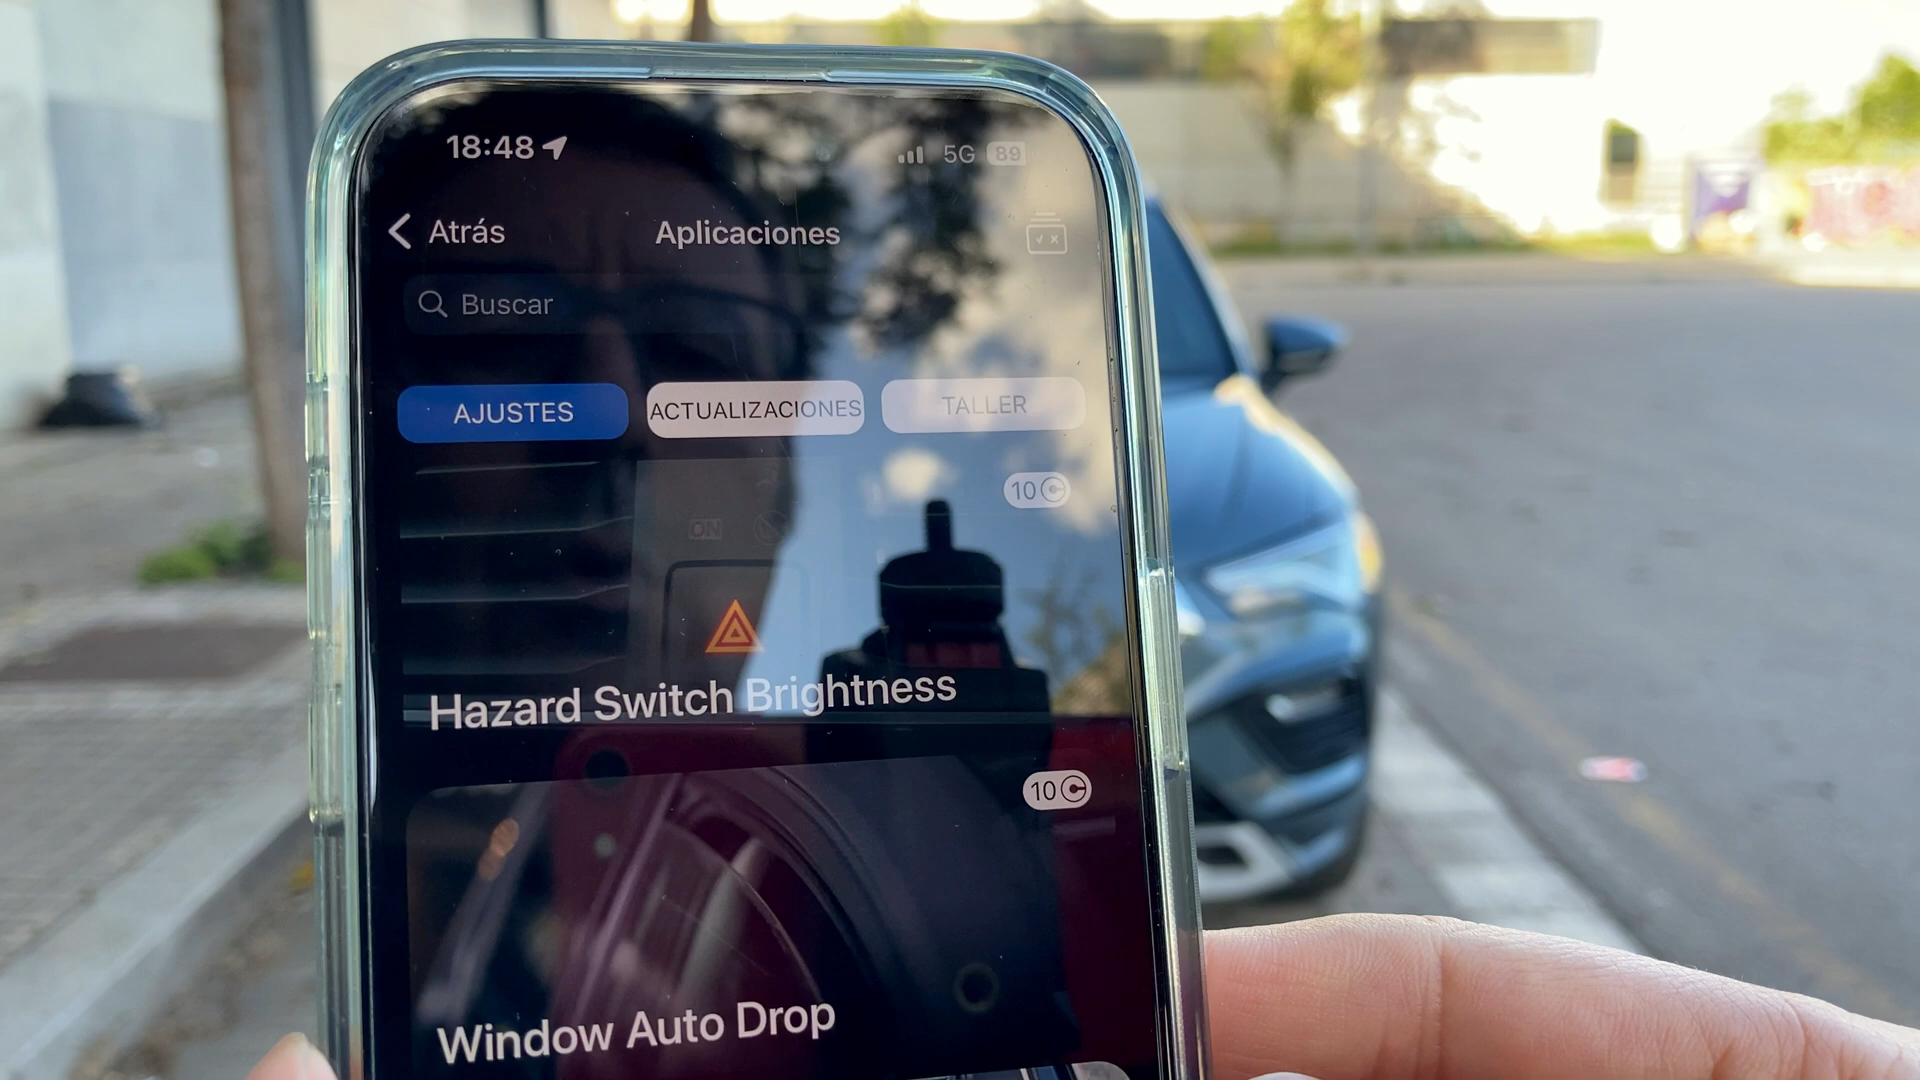 18:48
5G 89
Atrás
Aplicaciones
Buscar
AJUSTES
ACTUALIZACIONES
TALLER
10
ON
Hazard Switch Brightness
10
Window Auto Drop